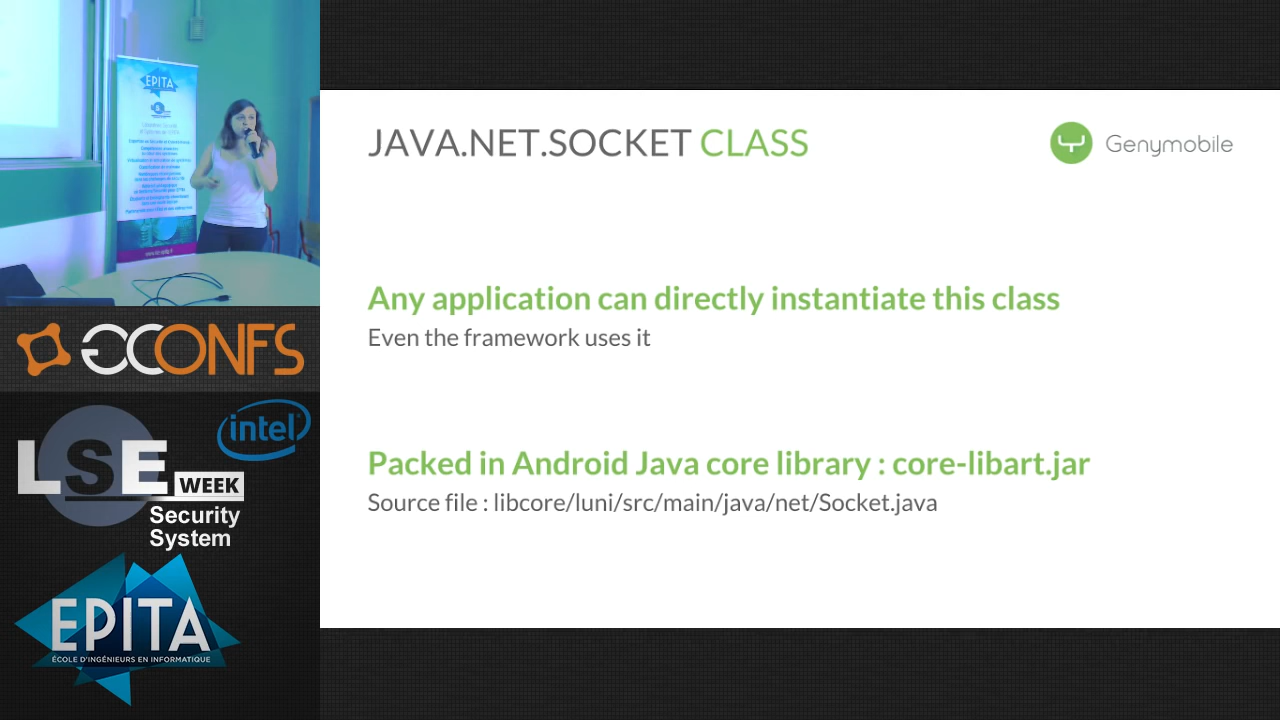 EPITA
JAVA.NET.SOCKET CLASS
Genymobile
Any application can directly instantiate this class
Even the framework uses it
Packed in Android Java core library : core-libart.jar
Source file : libcore/luni/src/main/java/net/Socket.java
GCONFS
intel
LSE
WEEK
Security
System
EPITA
ÉCOLE D'INGÉNIEURS EN INFORMATIQUE